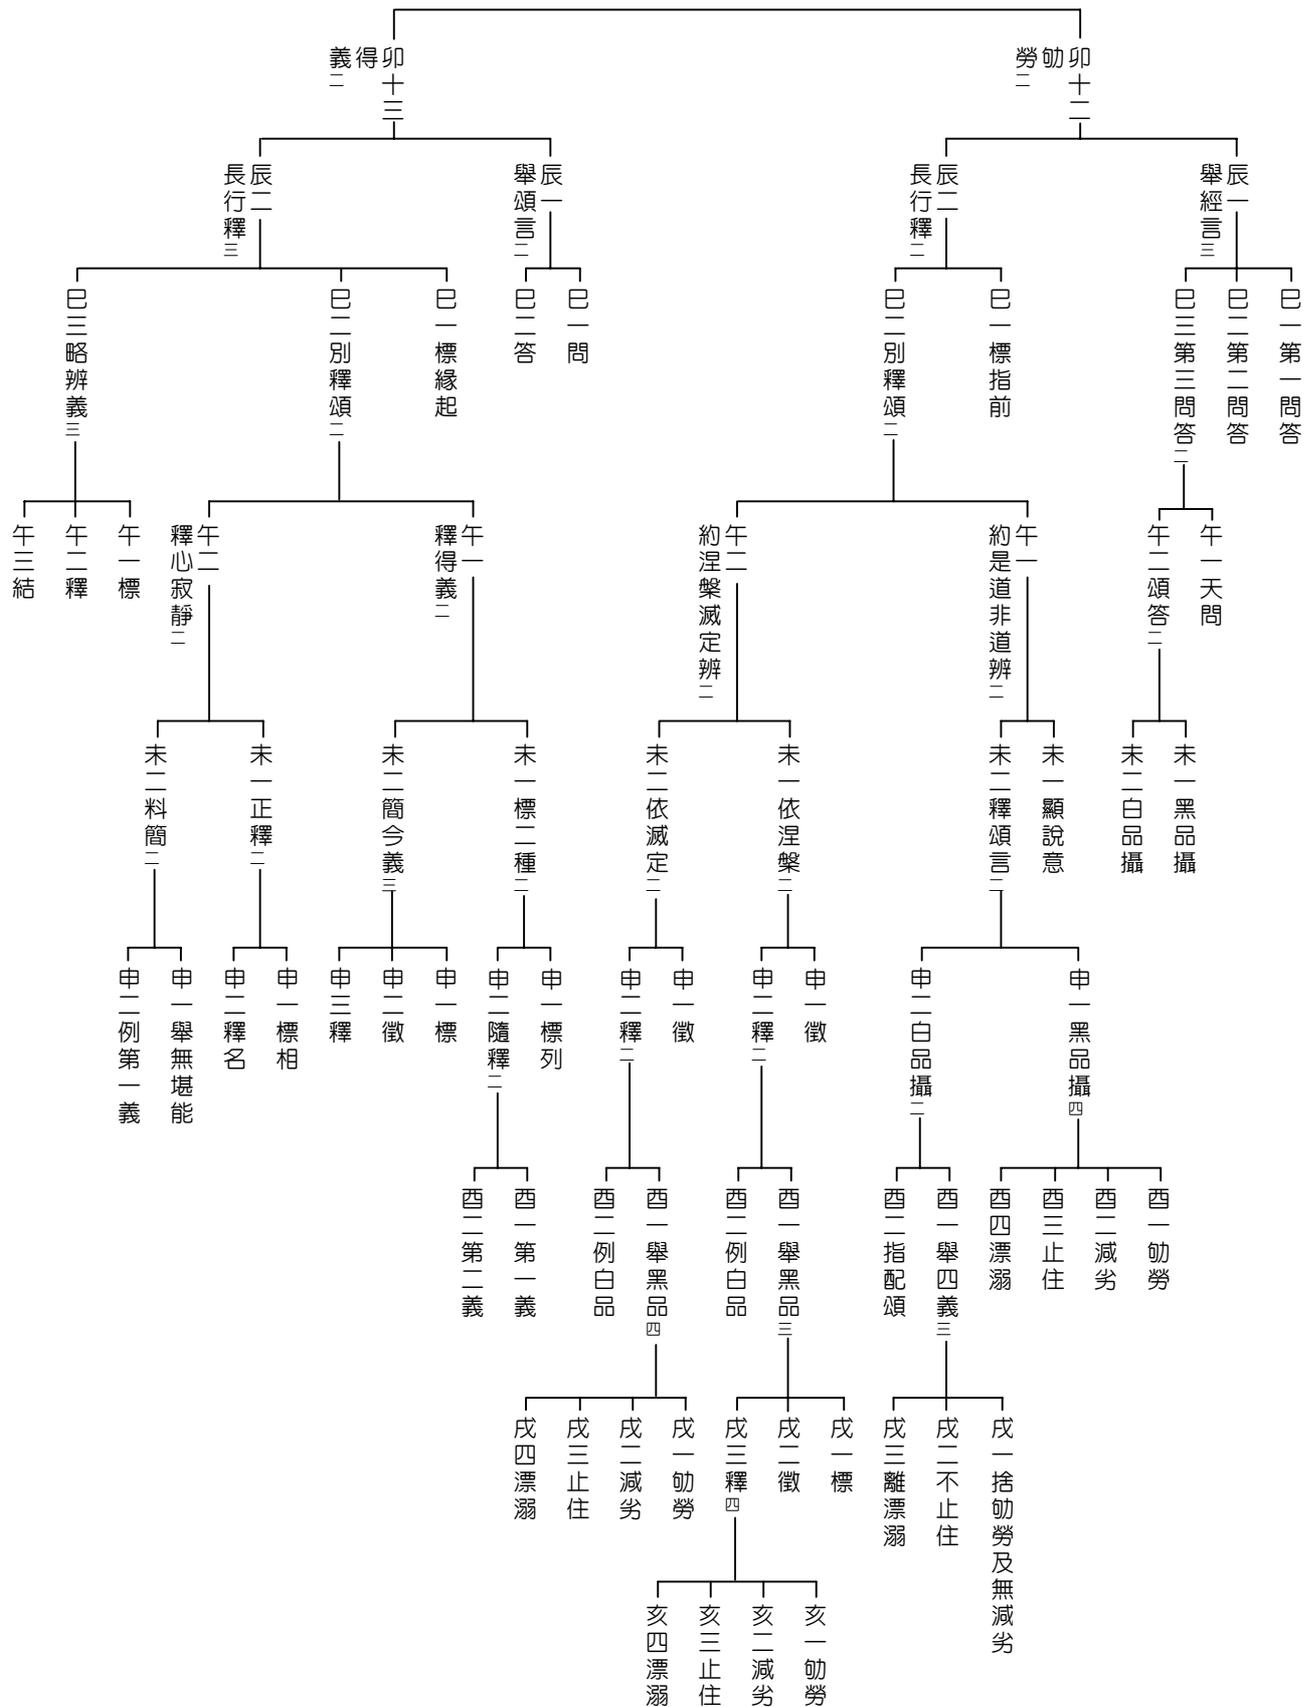 卯十二劬勞二
辰一舉經言三
巳一第一問答
巳二第二問答
巳三第三問答二
午一天問
午二頌答二
未一黑品攝
未二白品攝
辰二長行釋二
巳一標指前
巳二別釋頌二
午一約是道非道辨二
未一顯說意
未二釋頌言二
申一黑品攝四
酉一劬勞
酉二減劣
酉三止住
酉四漂溺
申二白品攝二
酉一舉四義三
戌一捨劬勞及無減劣
戌二不止住
戌三離漂溺
酉二指配頌
午二約涅槃滅定辨二
未一依涅槃二
申一徵
申二釋二
酉一舉黑品三
戌一標
戌二徵
戌三釋四
亥一劬勞
亥二減劣
亥三止住
亥四漂溺
酉二例白品
未二依滅定二
申一徵
申二釋二
酉一舉黑品四
戌一劬勞
戌二減劣
戌三止住
戌四漂溺
酉二例白品
卯十三得義二
辰一舉頌言二
巳一問
巳二答
辰二長行釋三
巳一標緣起
巳二別釋頌二
午一釋得義二
未一標二種二
申一標列
申二隨釋二
酉一第一義
酉二第二義
未二簡今義三
申一標
申二徵
申三釋
午二釋心寂靜二
未一正釋二
申一標相
申二釋名
未二料簡二
申一舉無堪能
申二例第一義
巳三略辨義三
午一標
午二釋
午三結